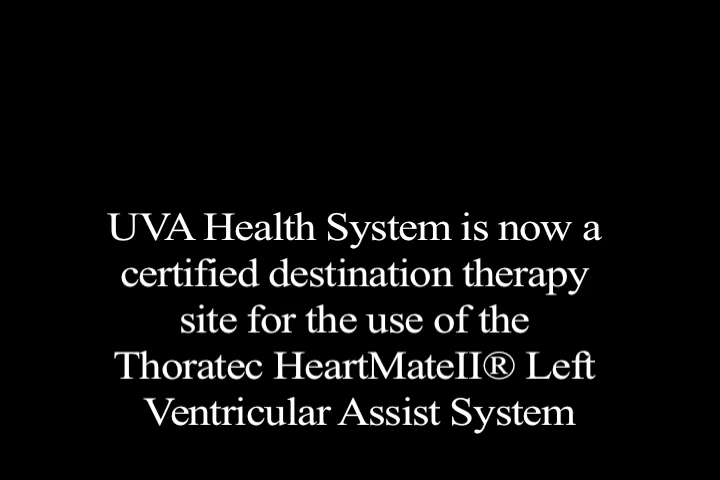 UVA Health System is now a
certified destination therapy
site for the use of the
Thoratec HeartMateII® Left
Ventricular Assist System